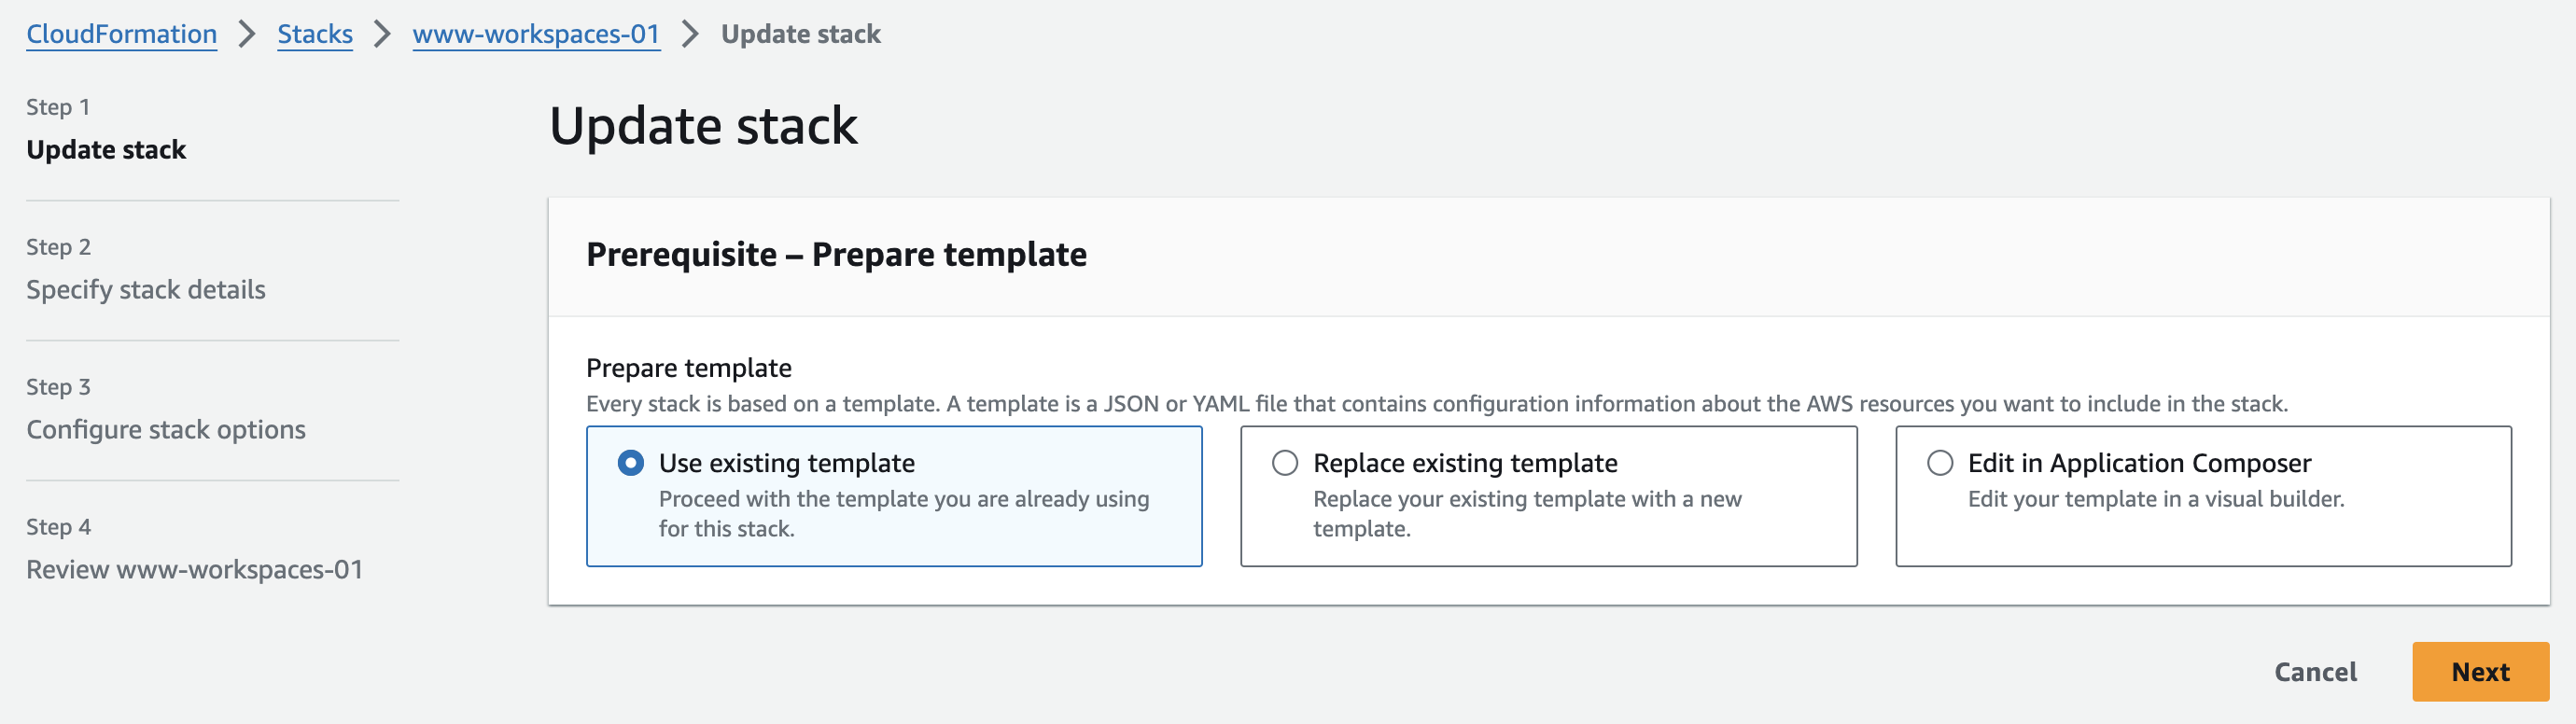 CloudFormation > Stacks > www-workspaces-01 > Update stack
Step 1
Update stack
Step 2
Specify stack details
Step 3
Configure stack options
Step 4
Review www-workspaces-01
Update stack
Prerequisite – Prepare template
Prepare template
Every stack is based on a template. A template is a JSON or YAML file that contains configuration information about the AWS resources you want to include in the stack.
Use existing template
Proceed with the template you are already using
for this stack.
Replace existing template
Replace your existing template with a new
template.
Edit in Application Composer
Edit your template in a visual builder.
Cancel
Next